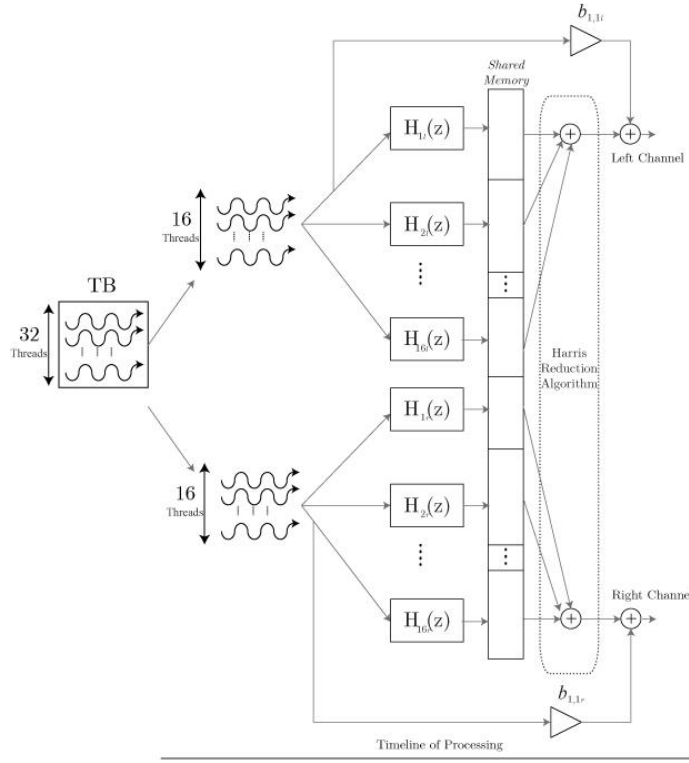 b₁,₁ₗ
Shared
Memory
H₁ₗ(z)
Left Channel
16
Threads
H₂ₗ(z)
TB
32
Threads
H₁₆ₗ(z)
Harris
Reduction
Algorithm
H₁ᵣ(z)
16
Threads
H₂ᵣ(z)
Right Channel
H₁₆ᵣ(z)
b₁,₁ᵣ
Timeline of Processing